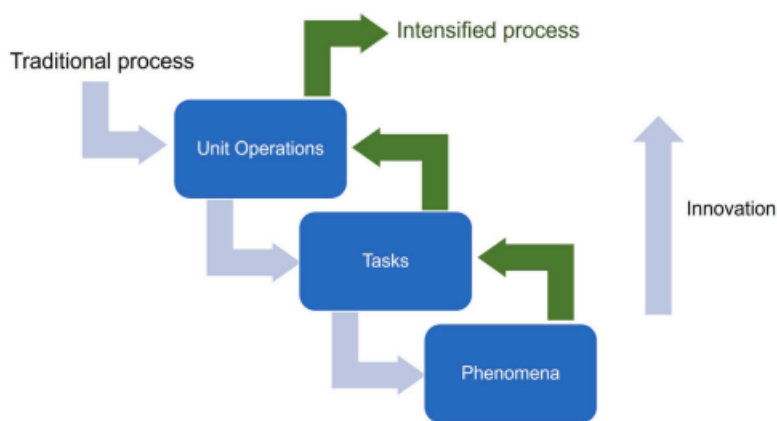 Intensified process
Traditional process
Unit Operations
Innovation
Tasks
Phenomena